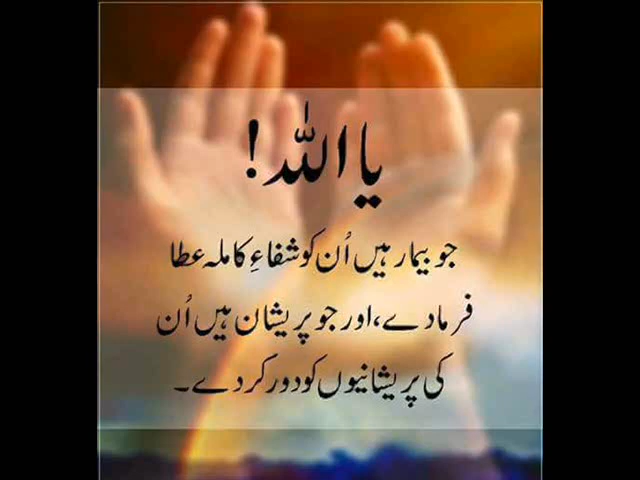 یا اللہ!
جو بیمار ہیں اُن کو شفاءِ کاملہ عطا
فرما دے، اور جو پریشان ہیں اُن
کی پریشانیوں کو دور کر دے۔